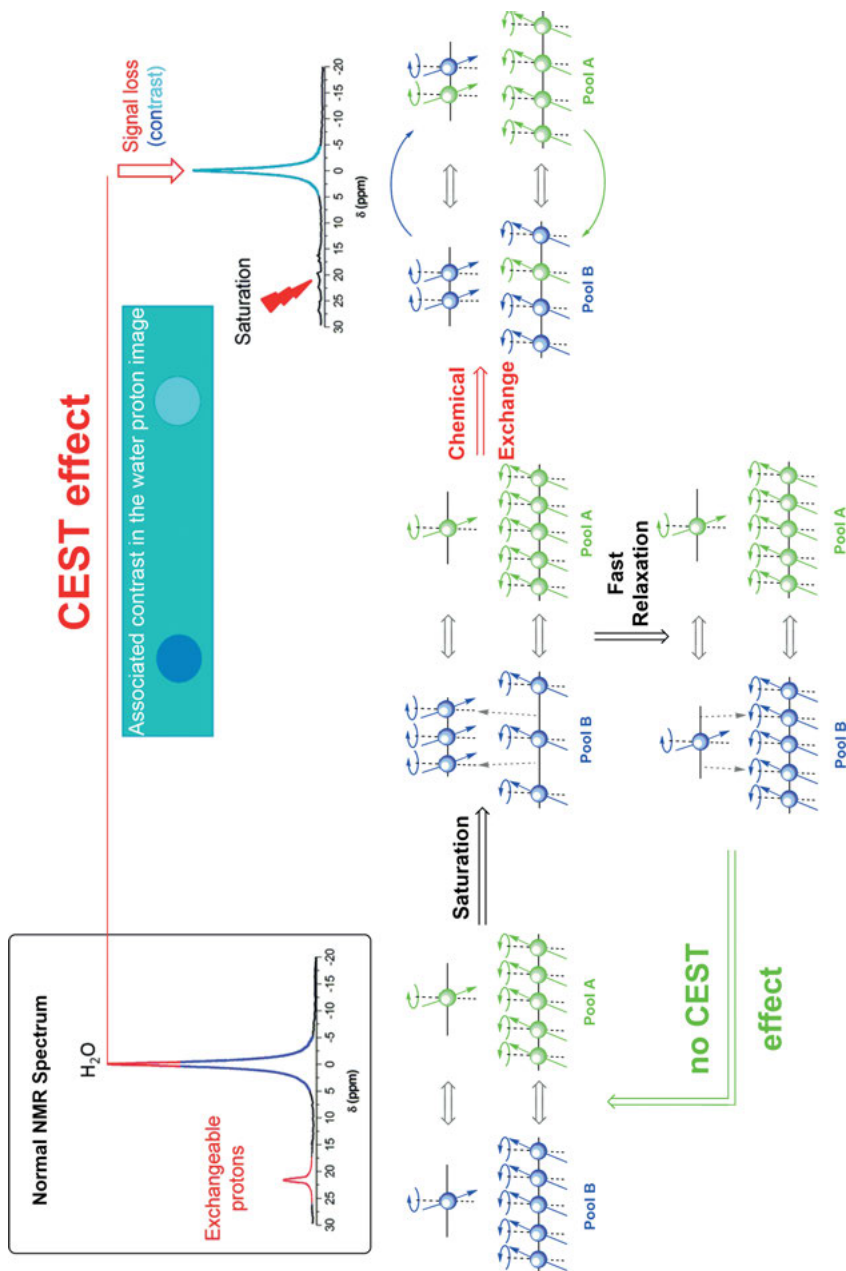 Normal NMR Spectrum
H₂O
Exchangeable
protons
30 25 20 15 10 5 0 -5 -10 -15 -20
δ (ppm)
CEST effect
Associated contrast in the water proton image
Signal loss
(contrast)
Saturation
30 25 20 15 10 5 0 -5 -10 -15 -20
δ (ppm)
Pool B
Pool A
Saturation
Pool B
Pool A
Chemical
Exchange
Pool B
Pool A
Fast
Relaxation
Pool B
Pool A
no CEST
effect